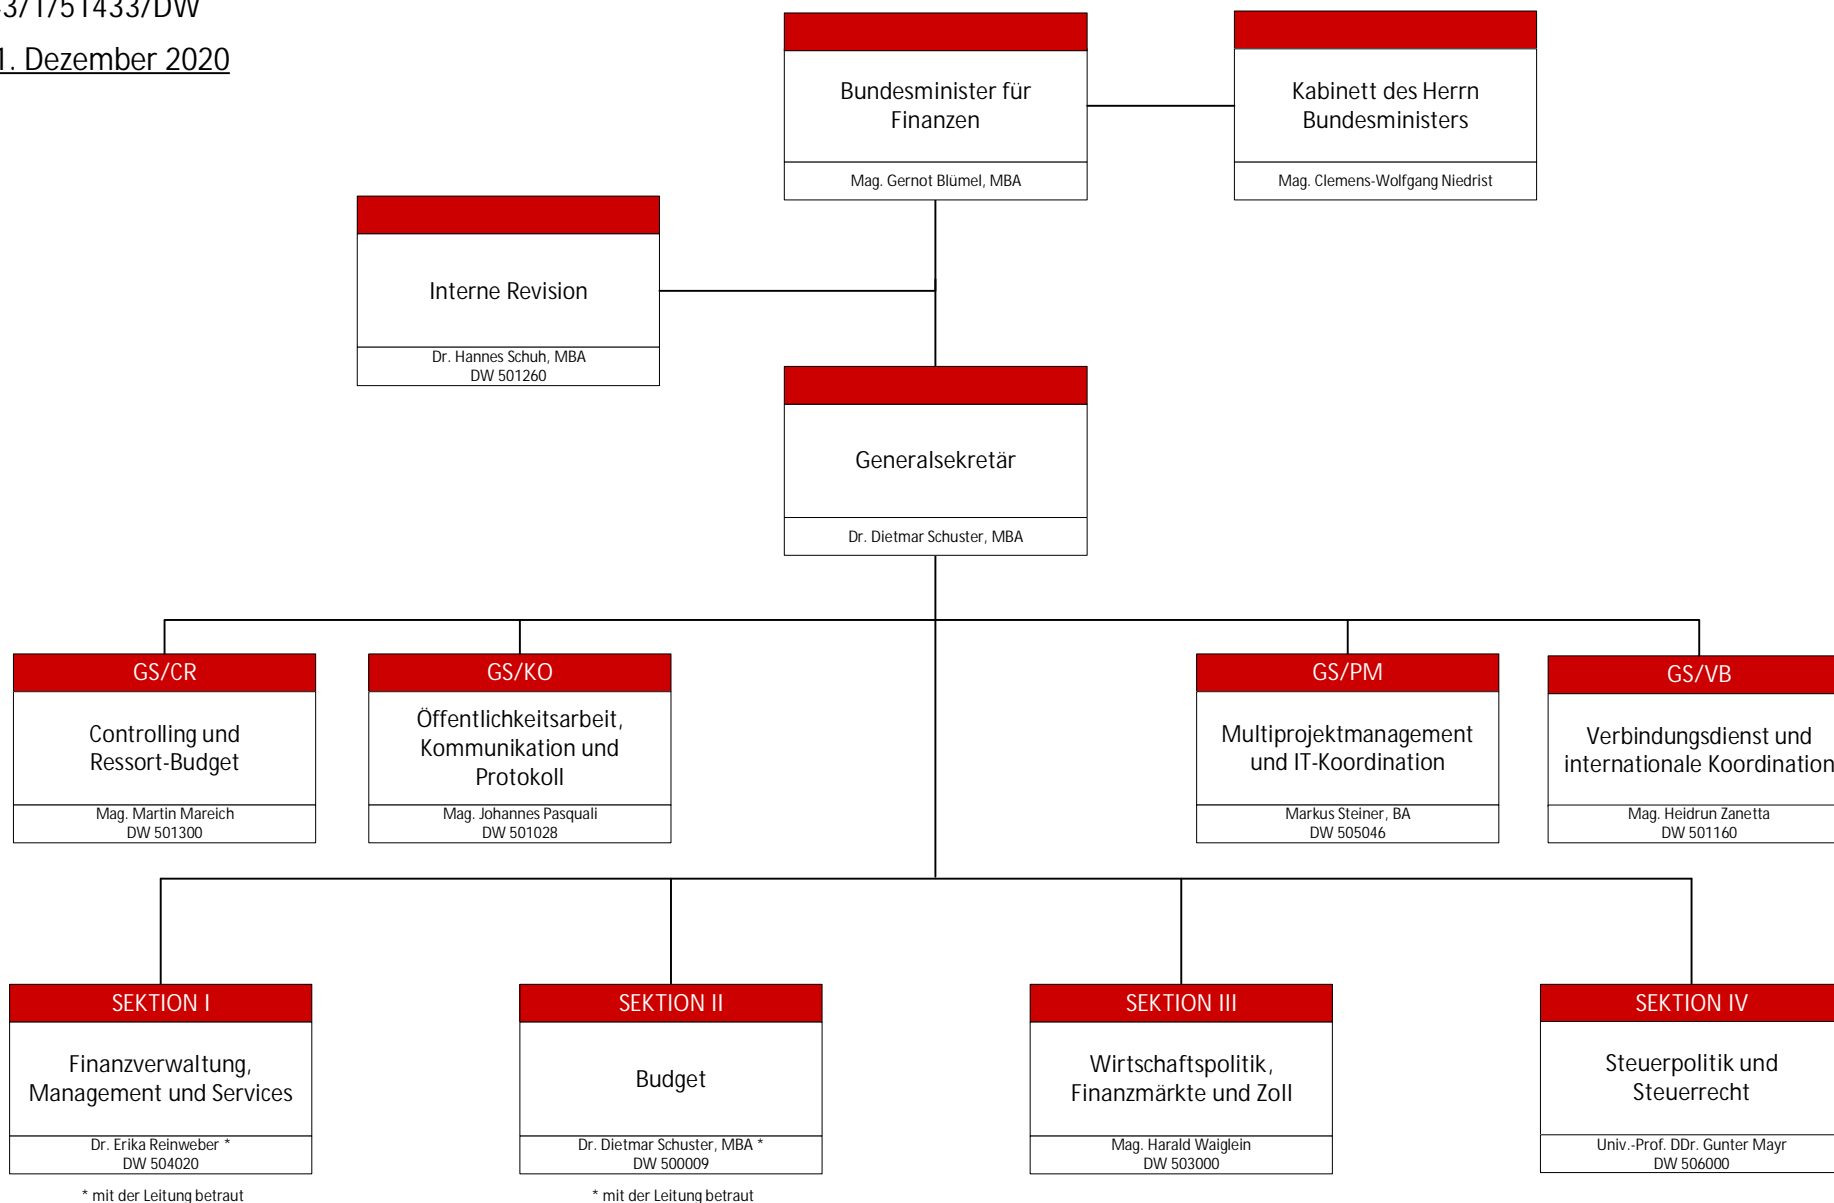 3/1/51433/DW
1. Dezember 2020
Bundesminister für
Finanzen
Mag. Gernot Blümel, MBA
Kabinett des Herrn
Bundesministers
Mag. Clemens-Wolfgang Niedrist
Interne Revision
Dr. Hannes Schuh, MBA
DW 501260
Generalsekretär
Dr. Dietmar Schuster, MBA
GS/CR
Controlling und
Ressort-Budget
Mag. Martin Mareich
DW 501300
GS/KO
Öffentlichkeitsarbeit,
Kommunikation und
Protokoll
Mag. Johannes Pasquali
DW 501028
GS/PM
Multiprojektmanagement
und IT-Koordination
Markus Steiner, BA
DW 505046
GS/VB
Verbindungsdienst und
internationale Koordination
Mag. Heidrun Zanetta
DW 501160
SEKTION I
Finanzverwaltung,
Management und Services
Dr. Erika Reinweber *
DW 504020
* mit der Leitung betraut
SEKTION II
Budget
Dr. Dietmar Schuster, MBA *
DW 500009
* mit der Leitung betraut
SEKTION III
Wirtschaftspolitik,
Finanzmärkte und Zoll
Mag. Harald Waiglein
DW 503000
SEKTION IV
Steuerpolitik und
Steuerrecht
Univ.-Prof. DDr. Gunter Mayr
DW 506000